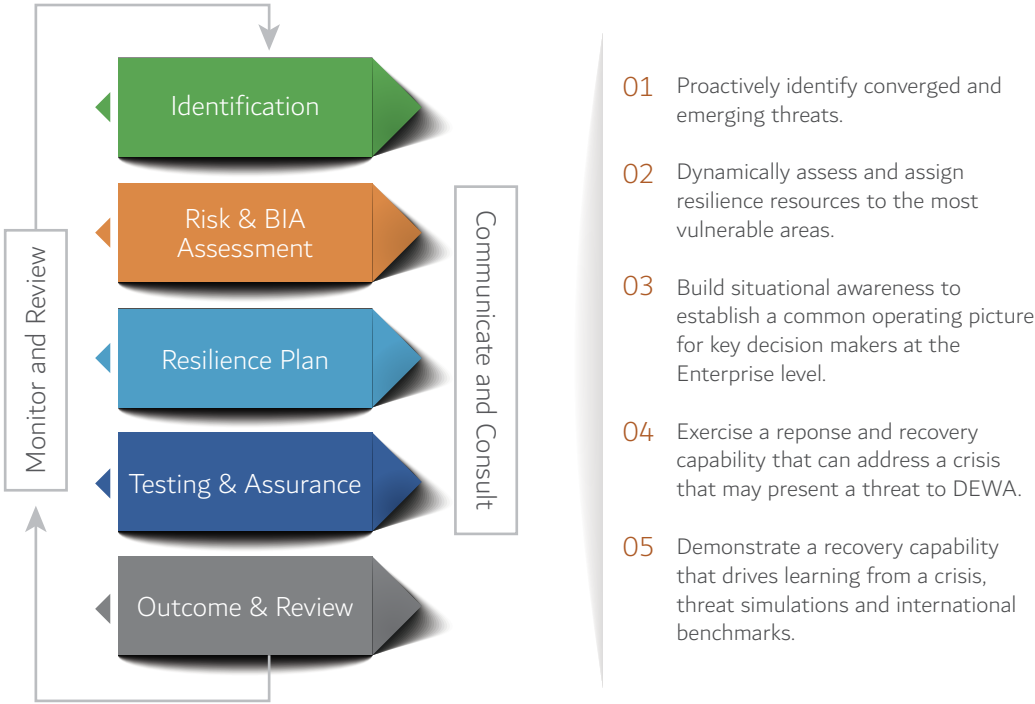 Identification
Risk & BIA
Assessment
Resilience Plan
Testing & Assurance
Outcome & Review
Monitor and Review
Communicate and Consult
01 Proactively identify converged and
emerging threats.
02 Dynamically assess and assign
resilience resources to the most
vulnerable areas.
03 Build situational awareness to
establish a common operating picture
for key decision makers at the
Enterprise level.
04 Exercise a reponse and recovery
capability that can address a crisis
that may present a threat to DEWA.
05 Demonstrate a recovery capability
that drives learning from a crisis,
threat simulations and international
benchmarks.